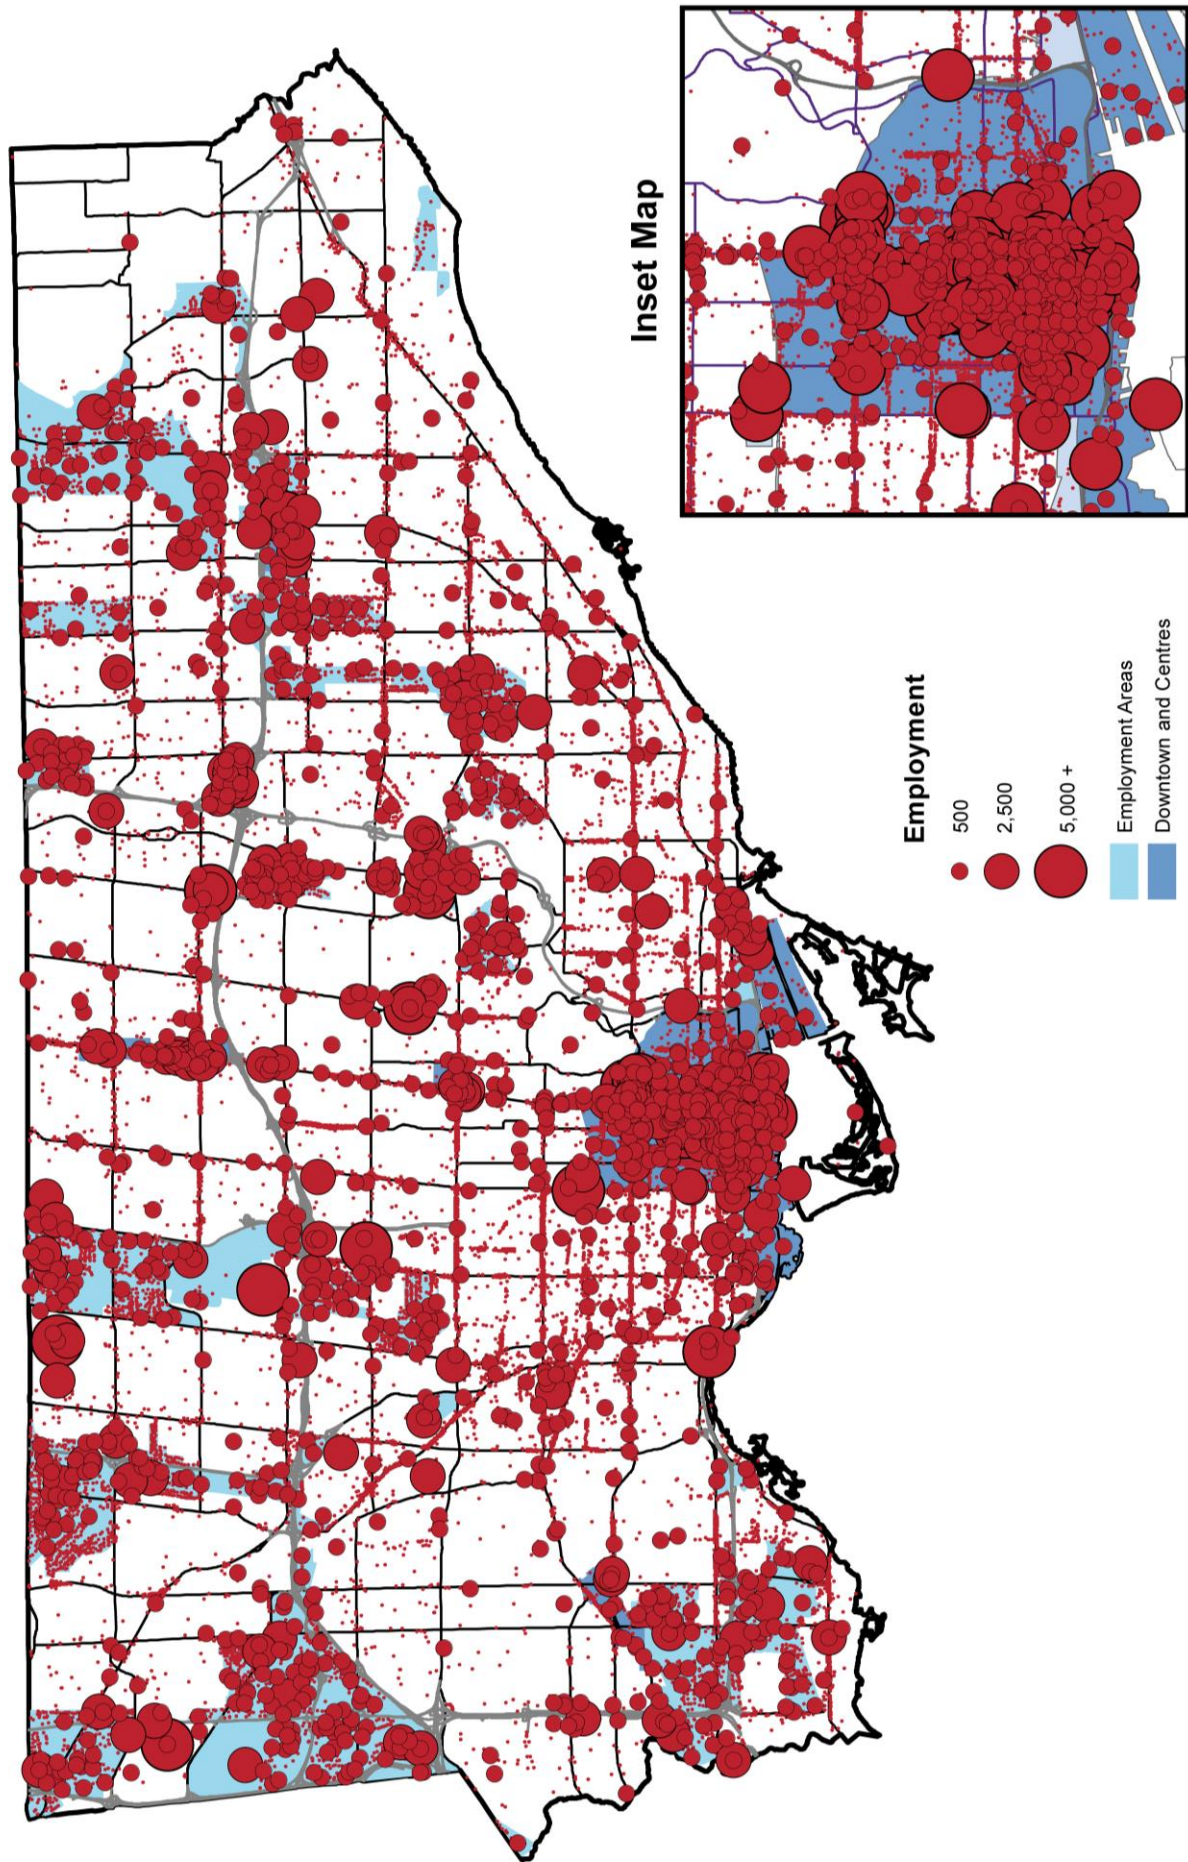 Inset Map
Employment
500
2,500
5,000 +
Employment Areas
Downtown and Centres